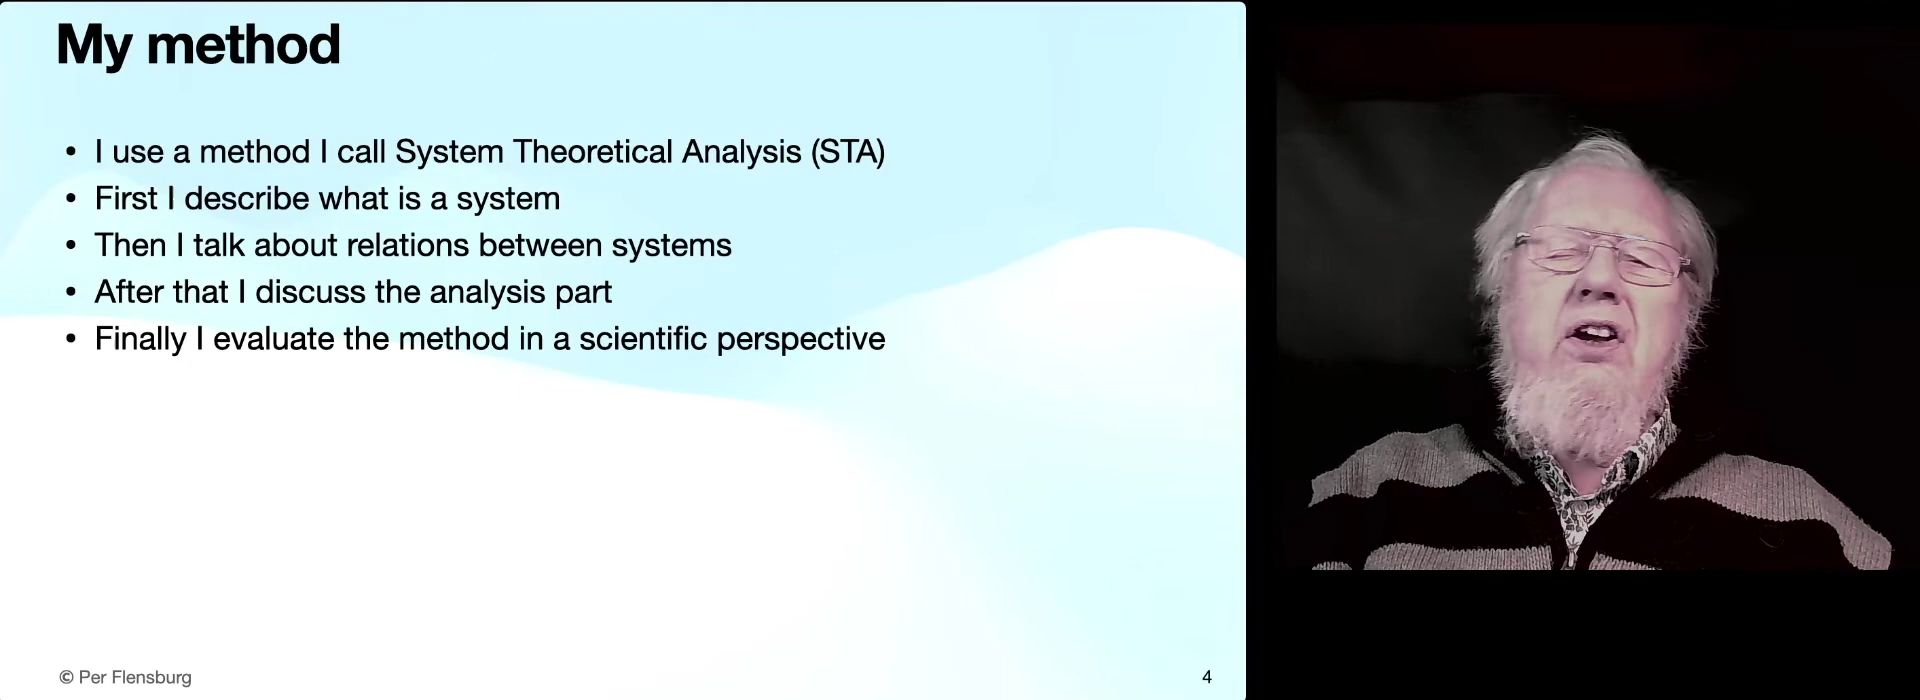 My method
• I use a method I call System Theoretical Analysis (STA)
• First I describe what is a system
• Then I talk about relations between systems
• After that I discuss the analysis part
• Finally I evaluate the method in a scientific perspective
© Per Flensburg
4